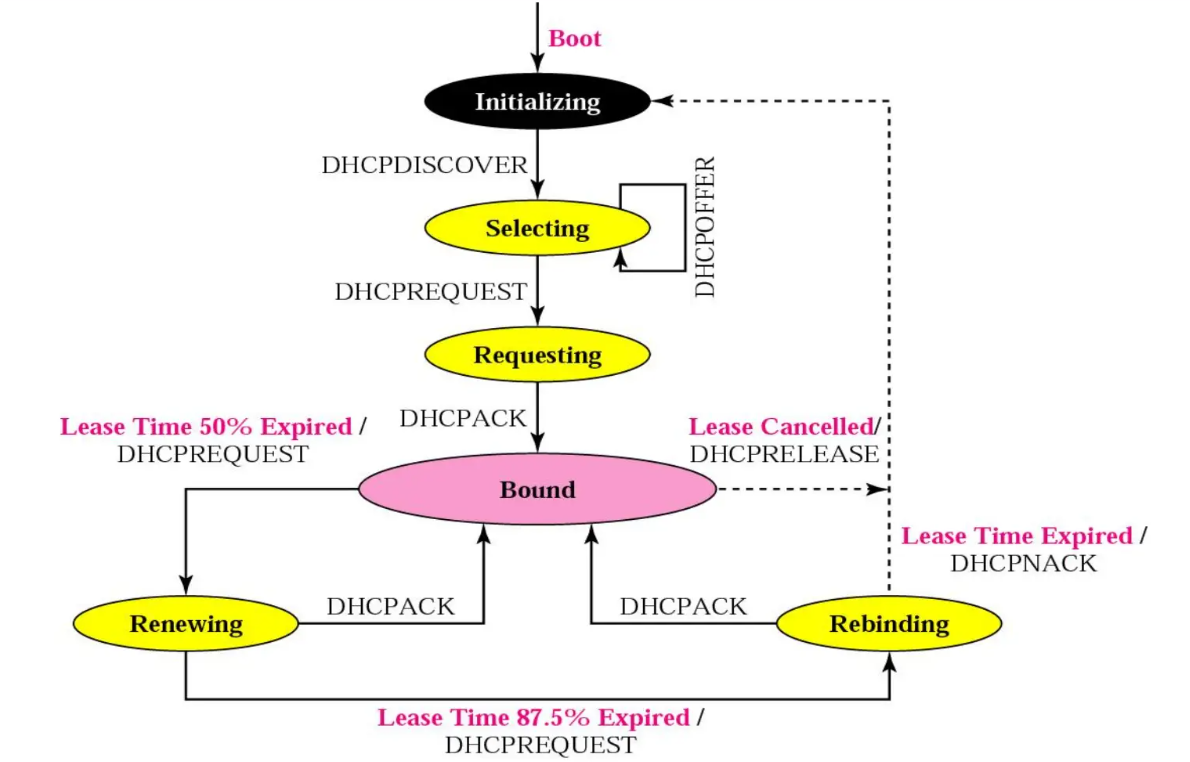 Boot
Initializing
DHCPDISCOVER
DHCPOFFER
Selecting
DHCPREQUEST
Requesting
DHCPACK
Lease Time 50% Expired /
DHCPREQUEST
Lease Cancelled/
DHCPRELEASE
Bound
Lease Time Expired /
DHCPNACK
DHCPACK
DHCPACK
Renewing
Rebinding
Lease Time 87.5% Expired /
DHCPREQUEST